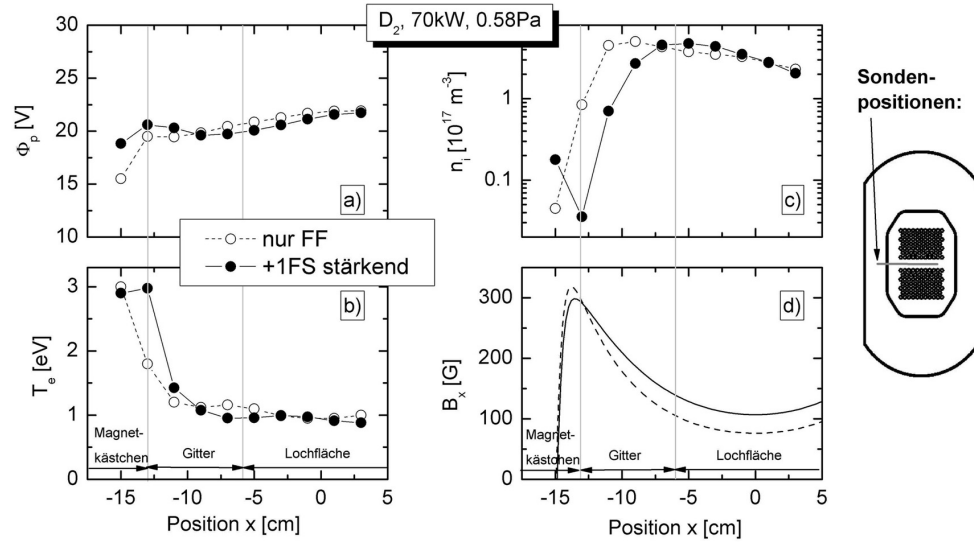 D₂, 70kW, 0.58Pa
30
25
20
15
10
Φₚ [V]
a)
nur FF
+1FS stärkend
3
2
1
0
Tₑ [eV]
b)
Magnet-
kästchen
Gitter
Lochfläche
-15
-10
-5
0
5
Position x [cm]
1
0.1
nᵢ [10¹⁷ m⁻³]
c)
300
200
100
0
Bₓ [G]
d)
Magnet-
kästchen
Gitter
Lochfläche
-15
-10
-5
0
5
Position x [cm]
Sonden-
positionen: